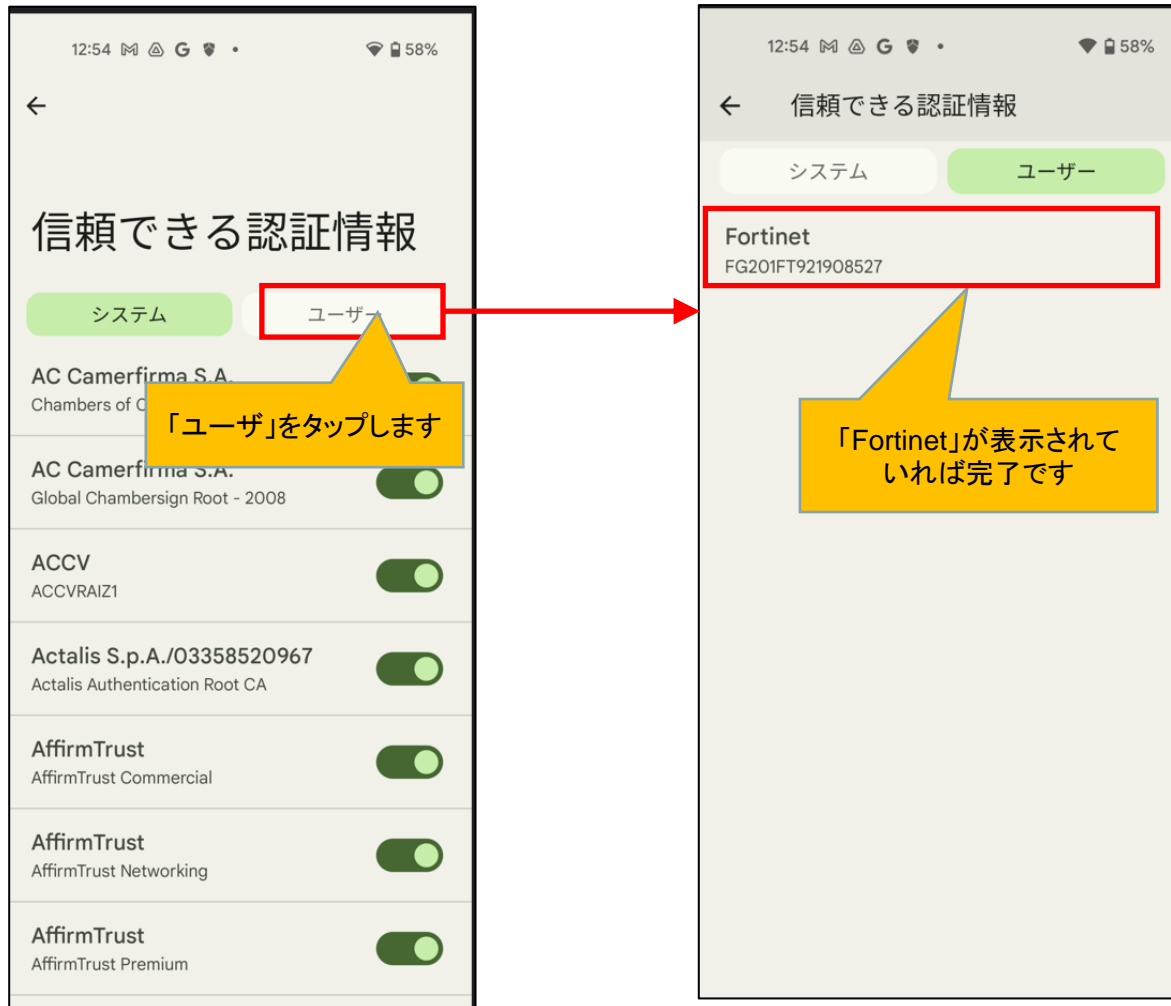 12:54 G 58%
信頼できる認証情報
システム ユーザー
AC Camerfirma S.A.
Chambers of C
「ユーザ」をタップします
AC Camerfirma S.A.
Global Chambersign Root - 2008
ACCV
ACCVRAIZ1
Actalis S.p.A./03358520967
Actalis Authentication Root CA
AffirmTrust
AffirmTrust Commercial
AffirmTrust
AffirmTrust Networking
AffirmTrust
AffirmTrust Premium
12:54 G 58%
信頼できる認証情報
システム ユーザー
Fortinet
FG201FT921908527
「Fortinet」が表示されて
いれば完了です